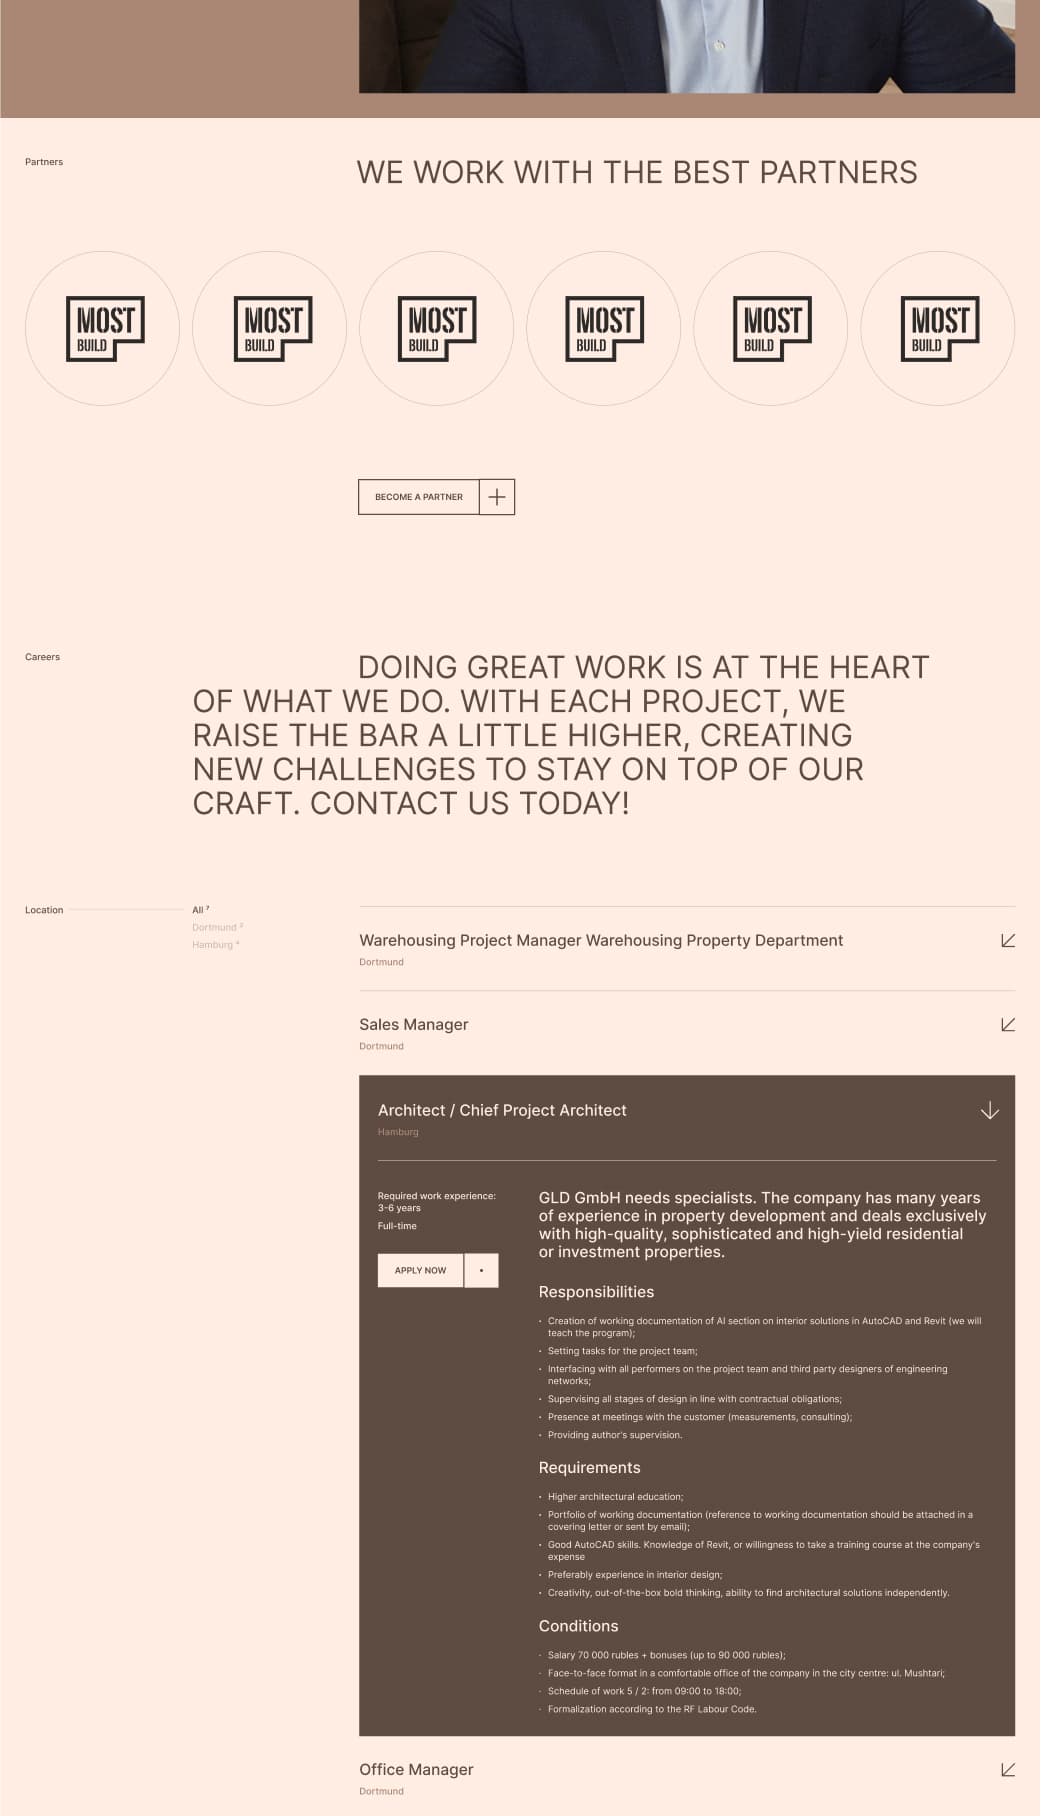 Partners
WE WORK WITH THE BEST PARTNERS
MOST
BUILD
MOST
BUILD
MOST
BUILD
MOST
BUILD
MOST
BUILD
MOST
BUILD
BECOME A PARTNER
Careers
DOING GREAT WORK IS AT THE HEART
OF WHAT WE DO. WITH EACH PROJECT, WE
RAISE THE BAR A LITTLE HIGHER, CREATING
NEW CHALLENGES TO STAY ON TOP OF OUR
CRAFT. CONTACT US TODAY!
Location
All ⁷
Dortmund ³
Hamburg ⁴
Warehousing Project Manager Warehousing Property Department
Dortmund
Sales Manager
Dortmund
Architect / Chief Project Architect
Hamburg
Required work experience:
3-6 years
Full-time
APPLY NOW
GLD GmbH needs specialists. The company has many years
of experience in property development and deals exclusively
with high-quality, sophisticated and high-yield residential
or investment properties.
Responsibilities
· Creation of working documentation of AI section on interior solutions in AutoCAD and Revit (we will
teach the program);
· Setting tasks for the project team;
· Interfacing with all performers on the project team and third party designers of engineering
networks;
· Supervising all stages of design in line with contractual obligations;
· Presence at meetings with the customer (measurements, consulting);
· Providing author's supervision.
Requirements
· Higher architectural education;
· Portfolio of working documentation (reference to working documentation should be attached in a
covering letter or sent by email);
· Good AutoCAD skills. Knowledge of Revit, or willingness to take a training course at the company's
expense
· Preferably experience in interior design;
· Creativity, out-of-the-box bold thinking, ability to find architectural solutions independently.
Conditions
· Salary 70 000 rubles + bonuses (up to 90 000 rubles);
· Face-to-face format in a comfortable office of the company in the city centre: ul. Mushtari;
· Schedule of work 5 / 2: from 09:00 to 18:00;
· Formalization according to the RF Labour Code.
Office Manager
Dortmund